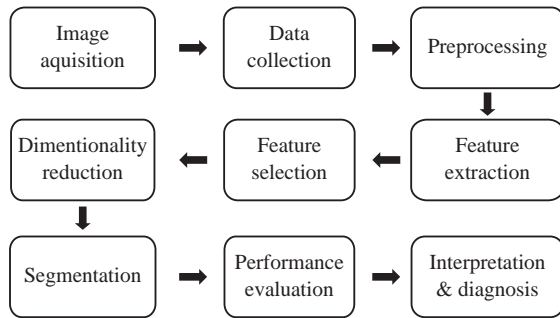 Image
aquisition
Data
collection
Preprocessing
Dimentionality
reduction
Feature
selection
Feature
extraction
Segmentation
Performance
evaluation
Interpretation
& diagnosis